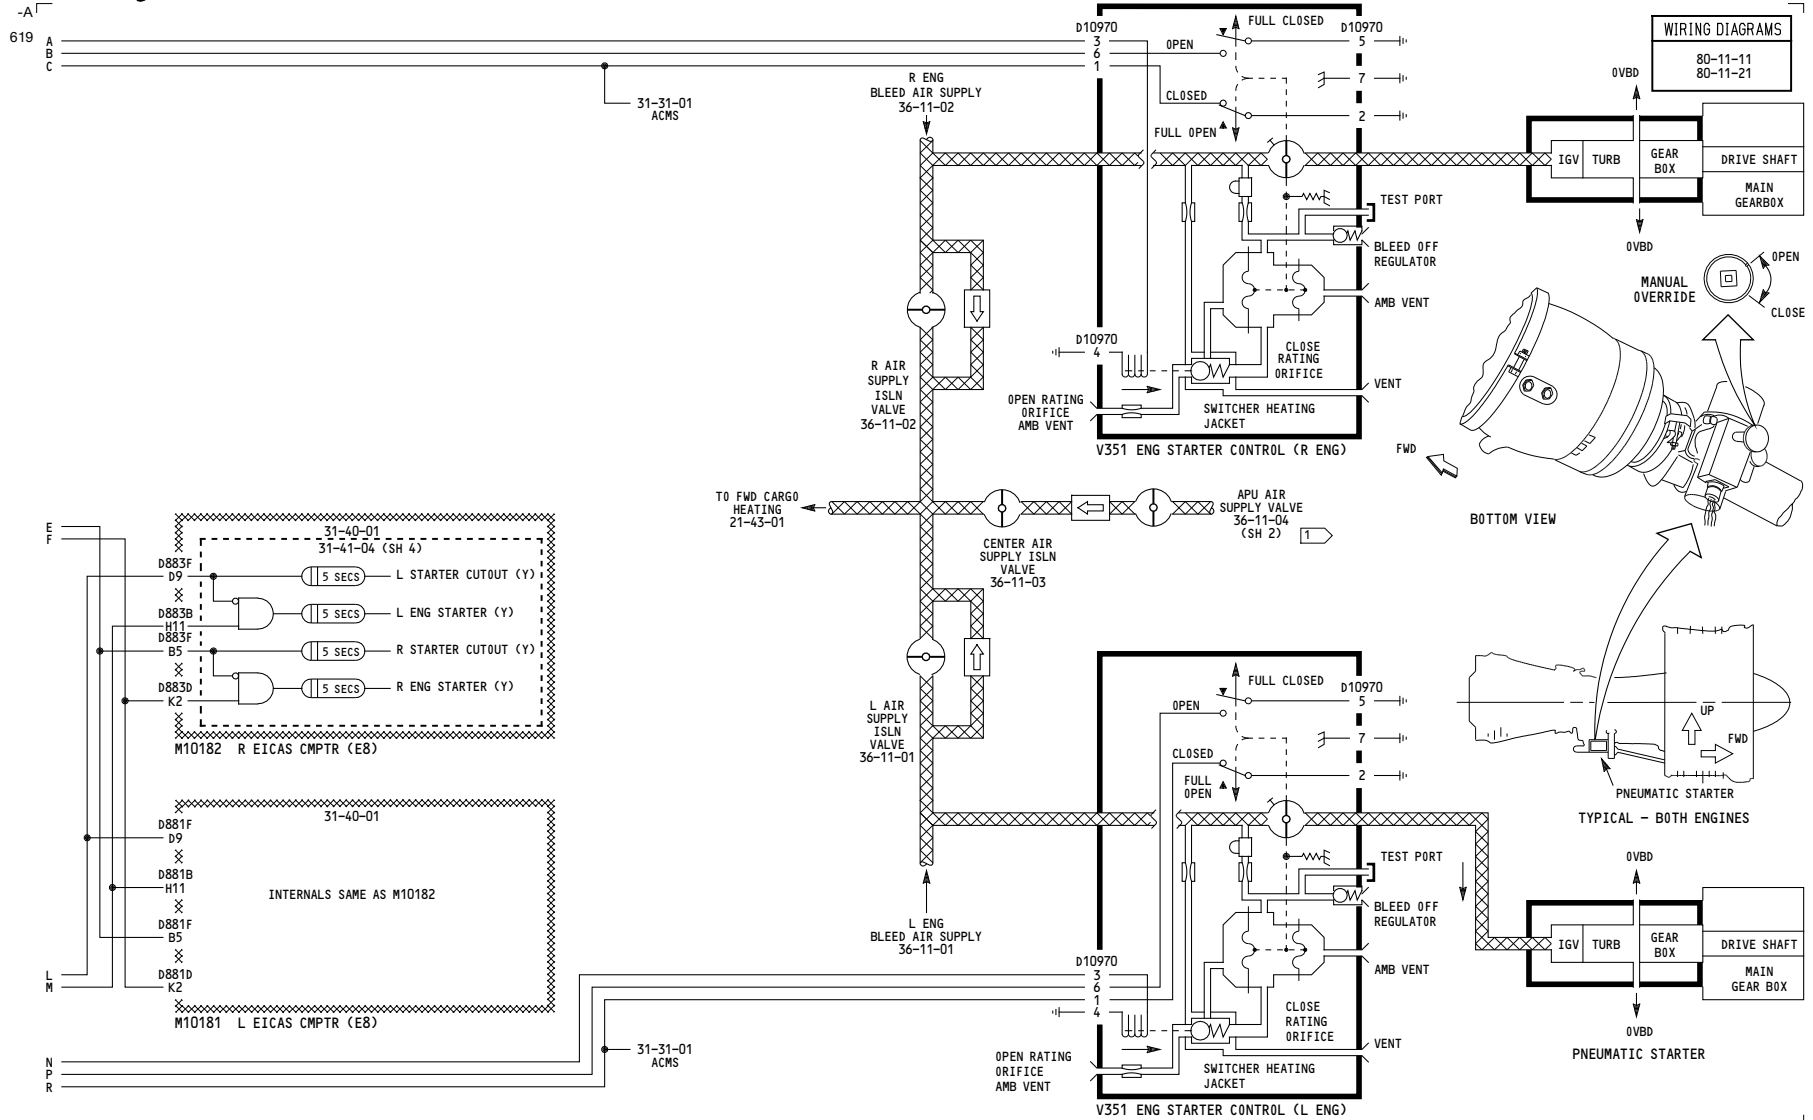 -A
619
A
B
C
31-31-01
ACMS
R ENG
BLEED AIR SUPPLY
36-11-02
D10970
3
6
1
OPEN
FULL CLOSED
D10970
5
7
CLOSED
2
FULL OPEN
WIRING DIAGRAMS
80-11-11
80-11-21
OVBD
IGV
TURB
GEAR
BOX
DRIVE SHAFT
MAIN
GEARBOX
OVBD
TEST PORT
BLEED OFF
REGULATOR
AMB VENT
D10970
4
CLOSE
RATING
ORIFICE
VENT
OPEN RATING
ORIFICE
AMB VENT
SWITCHER HEATING
JACKET
V351 ENG STARTER CONTROL (R ENG)
R AIR
SUPPLY
ISLN
VALVE
36-11-02
MANUAL
OVERRIDE
OPEN
CLOSE
FWD
BOTTOM VIEW
TO FWD CARGO
HEATING
21-43-01
CENTER AIR
SUPPLY ISLN
VALVE
36-11-03
APU AIR
SUPPLY VALVE
36-11-04
(SH 2)
1
E
F
31-40-01
31-41-04 (SH 4)
D883F
D9
5 SECS
L STARTER CUTOUT (Y)
D883B
H11
5 SECS
L ENG STARTER (Y)
D883F
B5
5 SECS
R STARTER CUTOUT (Y)
D883D
K2
5 SECS
R ENG STARTER (Y)
M10182 R EICAS CMPTR (E8)
31-40-01
D881F
D9
D881B
H11
INTERNALS SAME AS M10182
D881F
B5
D881D
K2
L
M
M10181 L EICAS CMPTR (E8)
L AIR
SUPPLY
ISLN
VALVE
36-11-01
L ENG
BLEED AIR SUPPLY
36-11-01
N
P
R
31-31-01
ACMS
FULL CLOSED
D10970
OPEN
5
7
CLOSED
2
FULL
OPEN
TEST PORT
BLEED OFF
REGULATOR
AMB VENT
D10970
3
6
1
4
CLOSE
RATING
ORIFICE
VENT
OPEN RATING
ORIFICE
AMB VENT
SWITCHER HEATING
JACKET
V351 ENG STARTER CONTROL (L ENG)
UP
FWD
PNEUMATIC STARTER
TYPICAL - BOTH ENGINES
OVBD
IGV
TURB
GEAR
BOX
DRIVE SHAFT
MAIN
GEAR BOX
OVBD
PNEUMATIC STARTER